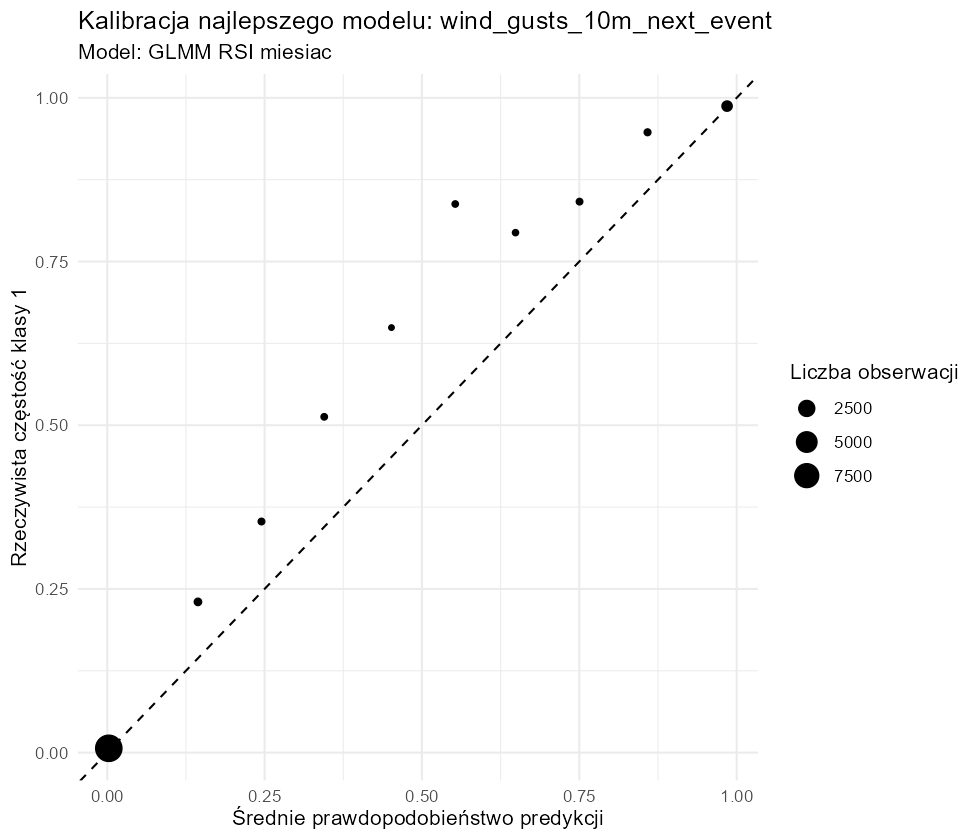 Kalibracja najlepszego modelu: wind_gusts_10m_next_event
Model: GLMM RSI miesiac
Rzeczywista częstość klasy 1
1.00
0.75
0.50
0.25
0.00
0.00
0.25
0.50
0.75
1.00
Średnie prawdopodobieństwo predykcji
Liczba obserwacji
2500
5000
7500